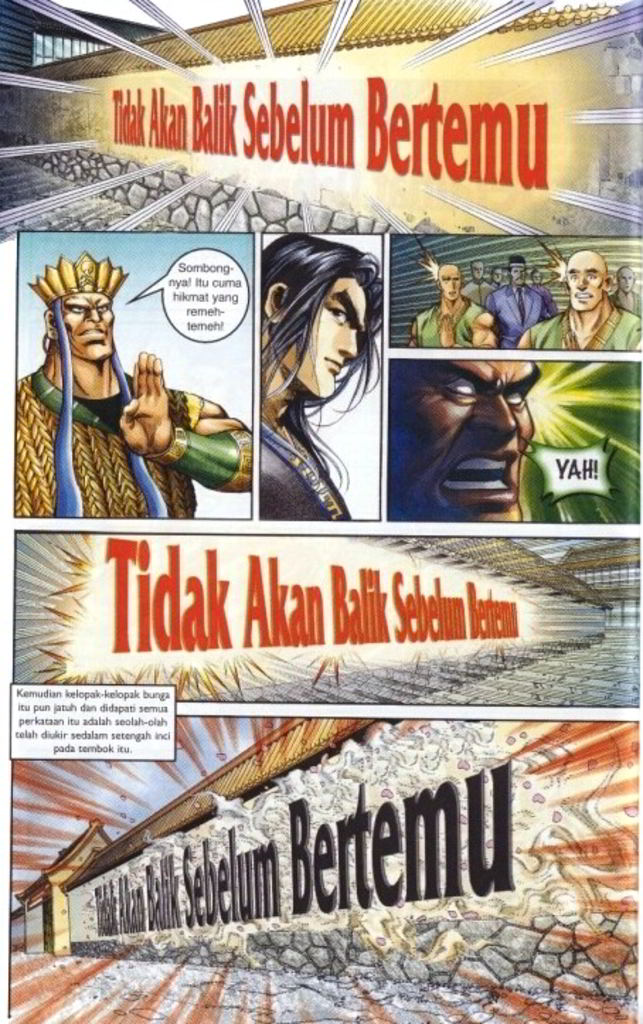 Tidak Akan Balik Sebelum Bertemu
Sombong-
nya! Itu cuma
hikmat yang
remeh-
temeh!
YAH!
Tidak Akan Balik Sebelum Bertemu
Kemudian kelopak-kelopak bunga
itu pun jatuh dan didapati semua
perkataan itu adalah seolah-olah
telah diukir sedalam setengah inci
pada tembok itu.
Tidak Akan Balik Sebelum Bertemu